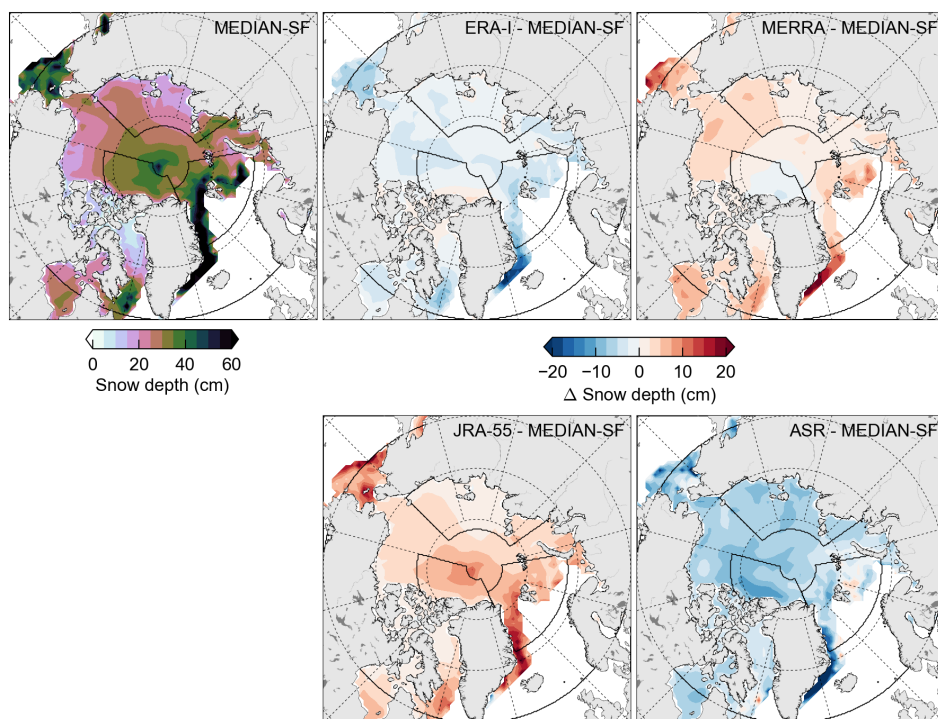 MEDIAN-SF
ERA-I - MEDIAN-SF
MERRA - MEDIAN-SF
0 20 40 60
Snow depth (cm)
−20 −10 0 10 20
Δ Snow depth (cm)
JRA-55 - MEDIAN-SF
ASR - MEDIAN-SF